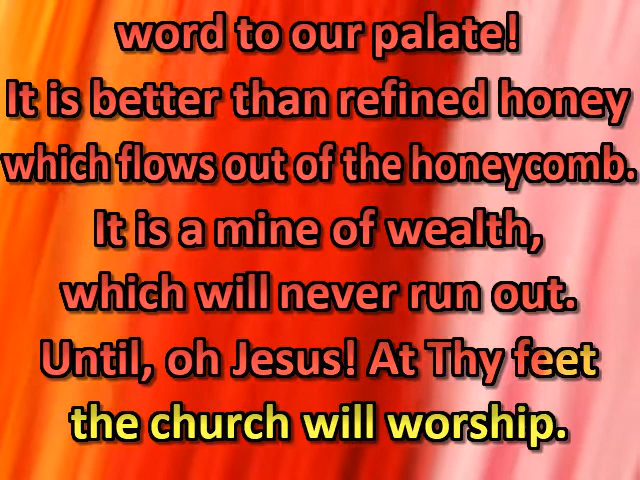 word to our palate!
It is better than refined honey
which flows out of the honeycomb.
It is a mine of wealth,
which will never run out.
Until, oh Jesus! At Thy feet
the church will worship.